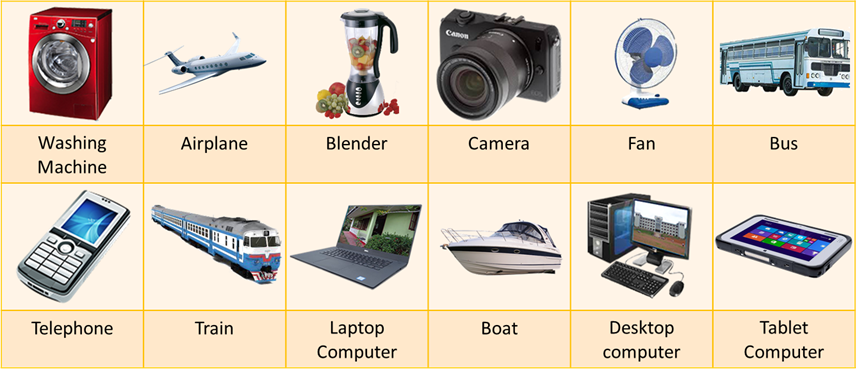 Canon
Washing
Machine
Airplane
Blender
Camera
Fan
Bus
Telephone
Train
Laptop
Computer
Boat
Desktop
computer
Tablet
Computer